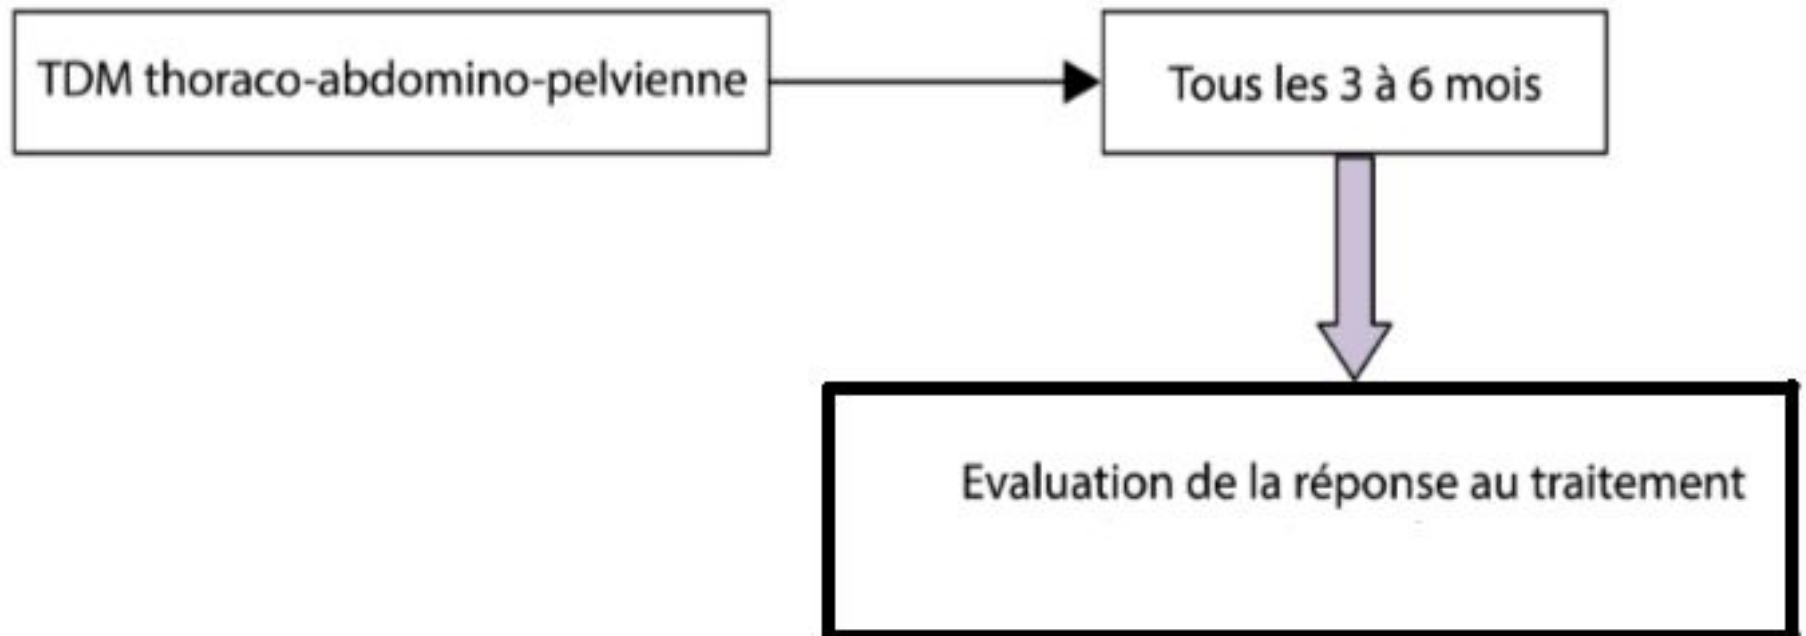 TDM thoraco-abdomino-pelvienne
Tous les 3 à 6 mois
Evaluation de la réponse au traitement